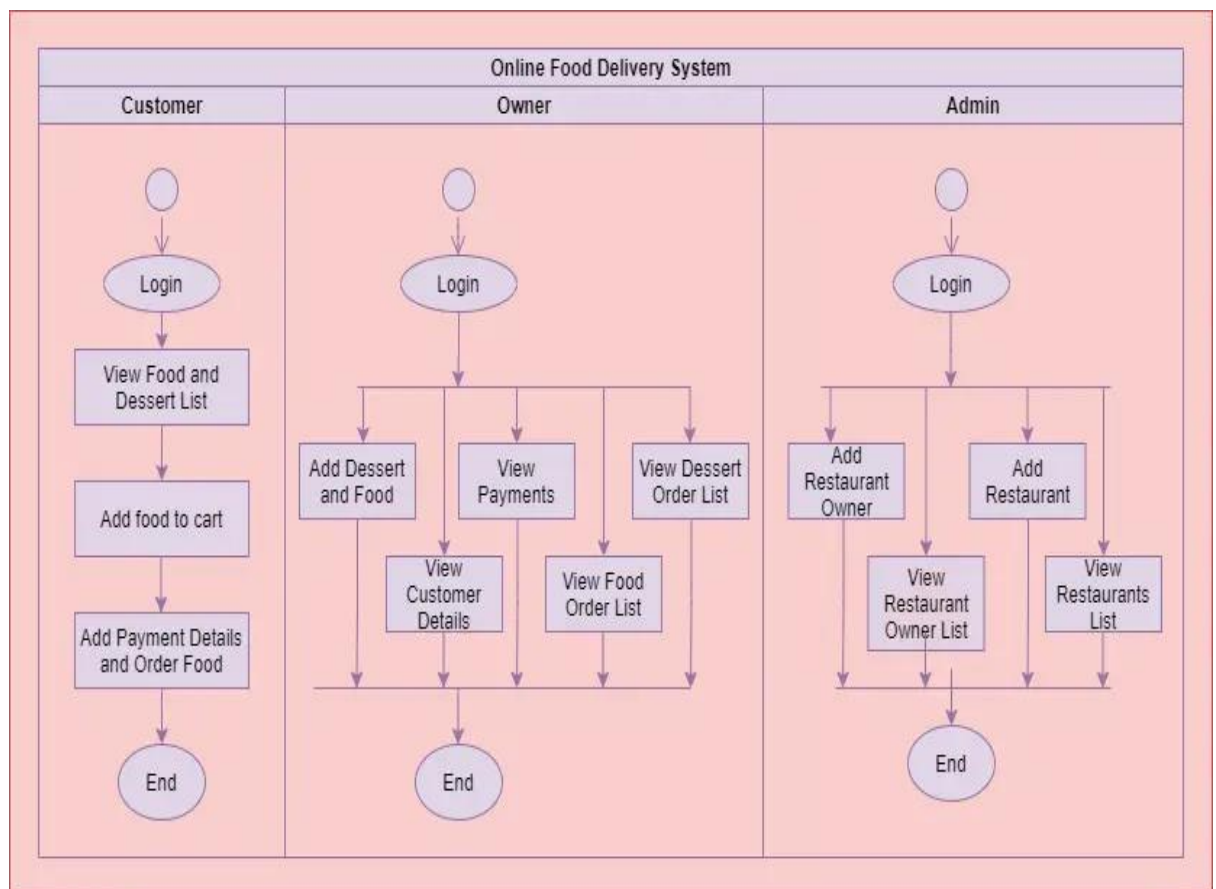 Online Food Delivery System
Customer
Owner
Admin
Login
View Food and
Dessert List
Add food to cart
Add Payment Details
and Order Food
End
Login
Add Dessert
and Food
View
Payments
View Dessert
Order List
View
Customer
Details
View Food
Order List
End
Login
Add
Restaurant
Owner
Add
Restaurant
View
Restaurant
Owner List
View
Restaurants
List
End